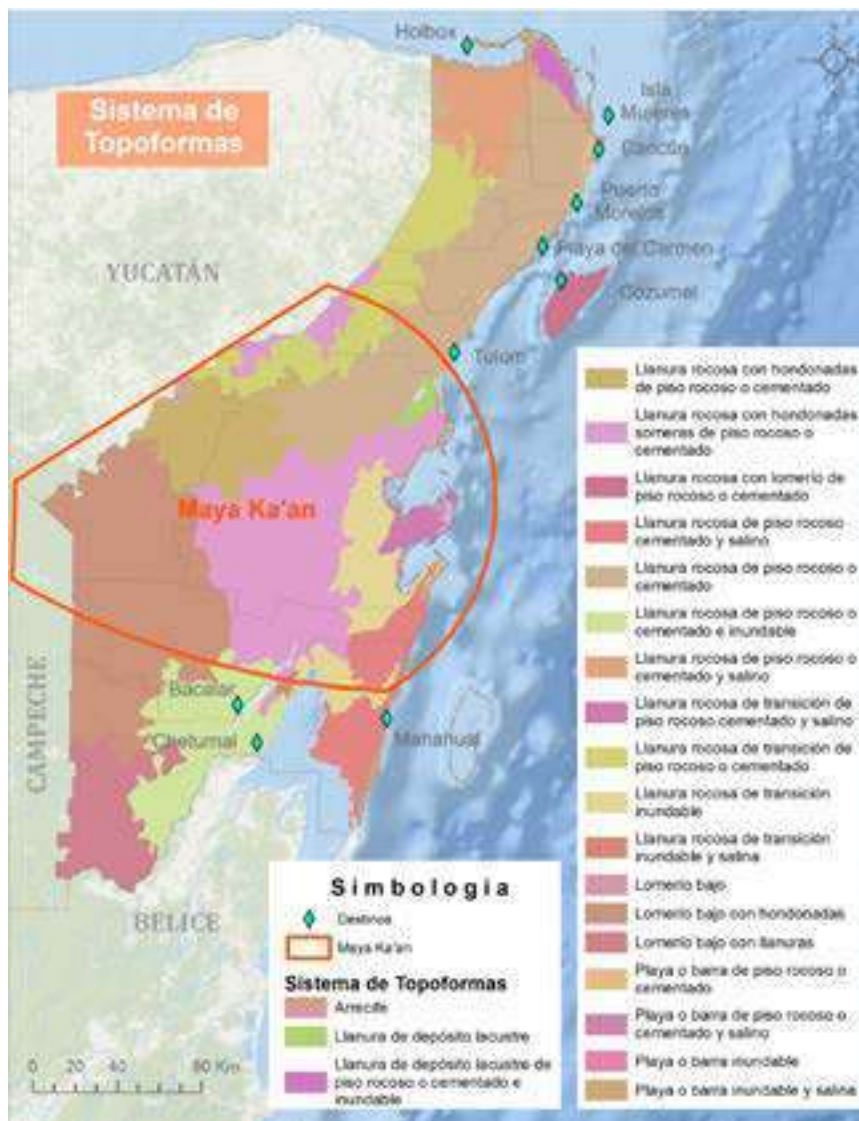 Holbox
Sistema de
Topoformas
Isla
Mujeres
Cancún
Puerto
Morelos
Playa del Carmen
YUCATÁN
Cozumel
Tulum
Maya Ka'an
Bacalar
Chetumal
Mahahual
CAMPECHE
BELICE
Llanura rocosa con hondonadas
de piso rocoso o cementado
Llanura rocosa con hondonadas
someras de piso rocoso o
cementado
Llanura rocosa con lomerío de
piso rocoso o cementado
Llanura rocosa de piso rocoso
cementado y salino
Llanura rocosa de piso rocoso o
cementado
Llanura rocosa de piso rocoso o
cementado e inundable
Llanura rocosa de piso rocoso o
cementado y salino
Llanura rocosa de transición de
piso rocoso cementado y salino
Llanura rocosa de transición de
piso rocoso o cementado
Llanura rocosa de transición
inundable
Llanura rocosa de transición
inundable y salina
Lomerío bajo
Lomerío bajo con hondonadas
Lomerío bajo con llanuras
Playa o barra de piso rocoso o
cementado
Playa o barra de piso rocoso o
cementado y salino
Playa o barra inundable
Playa o barra inundable y salina
Simbología
Destinos
Maya Ka'an
Sistema de Topoformas
Arrecife
Llanura de depósito lacustre
Llanura de depósito lacustre de
piso rocoso o cementado e
inundable
0 20 40 80 Km